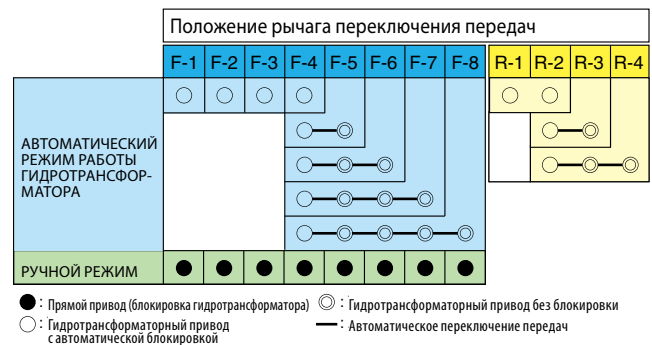 Положение рычага переключения передач
F-1 F-2 F-3 F-4 F-5 F-6 F-7 F-8 R-1 R-2 R-3 R-4
АВТОМАТИЧЕСКИЙ
РЕЖИМ РАБОТЫ
ГИДРОТРАНСФОР-
МАТОРА
РУЧНОЙ РЕЖИМ
: Прямой привод (блокировка гидротрансформатора)
: Гидротрансформаторный привод без блокировки
: Гидротрансформаторный привод
с автоматической блокировкой
: Автоматическое переключение передач